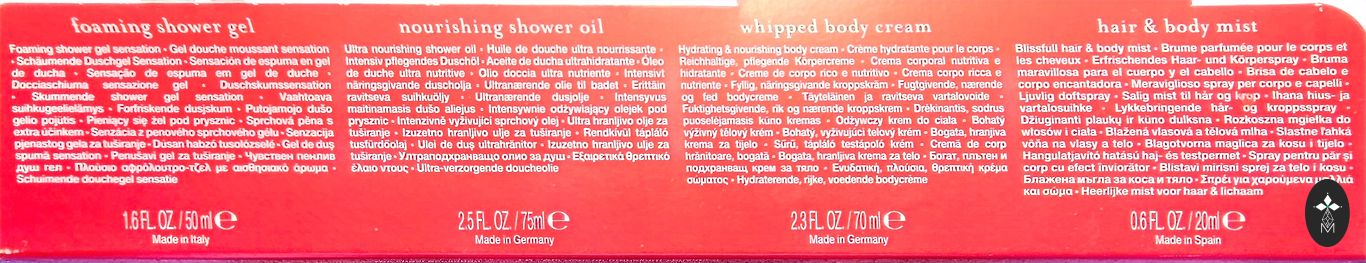 foaming shower gel
Foaming shower gel sensation • Gel douche moussant sensation
• Schäumende Duschgel Sensation • Sensación de espuma en gel
de ducha • Sensação de espuma em gel de duche •
Docciaschiuma sensazione gel • Duschskumssensation
• Skummende shower gel sensation • Vaahtoava
suihkugeelielämys • Forfriskende dusjskum • Putojamojo dušo
gelio pojūtis • Pieniący się żel pod prysznic • Sprchová pěna s
extra účinkem • Senzácia z penového sprchového gélu • Senzacija
pjenastog gela za tuširanje • Dusan habzó tusolózselé • Gel de duş
spumă sensation • Penušavi gel za tuširanje • Чувствен пенлив
душ гел • Πλούσιο αφρόλουτρο-τζελ με αισθησιακό άρωμα •
Schuimende douchegel sensatie
1.6 FL. OZ. / 50 ml ℮
Made in Italy
nourishing shower oil
Ultra nourishing shower oil • Huile de douche ultra nourrissante •
Intensiv pflegendes Duschöl • Aceite de ducha ultrahidratante • Óleo
de duche ultra nutritivo • Olio doccia ultra nutriente • Intensivt
näringsgivande duscholja • Ultranærende olie til badet • Erittäin
ravitseva suihkuöljy • Ultranærende dusjolje • Intensyvus
maitinamasis dušo aliejus • Intensywnie odżywiający olejek pod
prysznic • Intenzivně vyživující sprchový olej • Ultra hranljivo ulje za
tuširanje • Izuzetno hranljivo ulje za tuširanje • Rendkívül tápláló
tusfürdőolaj • Ulei de duş ultrahrănitor • Izuzetno hranljivo ulje za
tuširanje • Ултраподхранващо олио за душ • Εξαιρετικά θρεπτικό
έλαιο ντους • Ultra-verzorgende doucheolie
2.5 FL. OZ. / 75ml ℮
Made in Germany
whipped body cream
Hydrating & nourishing body cream • Crème hydratante pour le corps •
Reichhaltige, pflegende Körpercreme • Crema corporal nutritiva e
hidratante • Creme de corpo rico e nutritivo • Crema corpo ricca e
nutriente • Fyllig, näringsgivande kroppskräm • Fugtgivende, nærende
og fed bodycreme • Täyteläinen ja ravitseva vartalovoide •
Fuktighetsgivende, rik og nærende kroppskrem • Drėkinantis, sodrus
puoselėjamasis kūno kremas • Odżywczy krem do ciała • Bohatý
výživný tělový krém • Bohatý, vyživujúci telový krém • Bogata, hranjiva
krema za tijelo • Sűrű, tápláló testápoló krém • Cremă de corp
hrănitoare, bogată • Bogata, hranljiva krema za telo • Богат, плътен и
подхранващ крем за тяло • Ενυδατική, πλούσια, θρεπτική κρέμα
σώματος • Hydraterende, rijke, voedende bodycrème
2.3 FL. OZ. / 70 ml ℮
Made in Germany
hair & body mist
Blissfull hair & body mist • Brume parfumée pour le corps et
les cheveux • Erfrischendes Haar- und Körperspray • Bruma
maravillosa para el cuerpo y el cabello • Brisa de cabelo e
corpo encantadora • Meraviglioso spray per corpo e capelli •
Ljuvlig doftspray • Salig mist til hår og krop • Ihana hius- ja
vartalosuihke • Lykkebringende hår- og kroppsspray •
Džiuginanti plaukų ir kūno dulksna • Rozkoszna mgiełka do
włosów i ciała • Blažená vlasová a tělová mlha • Slastne ľahká
vôňa na vlasy a telo • Blagotvorna maglica za kosu i tijelo •
Hangulatjavító hatású haj- és testpermet • Spray pentru păr şi
corp cu efect înviorător • Blistavi mirisni sprej za telo i kosu •
Блажена мъгла за коса и тяло • Σπρέι για χαρούμενα μαλλιά
και σώμα • Heerlijke mist voor haar & lichaam
0.6 FL. OZ. / 20ml ℮
Made in Spain